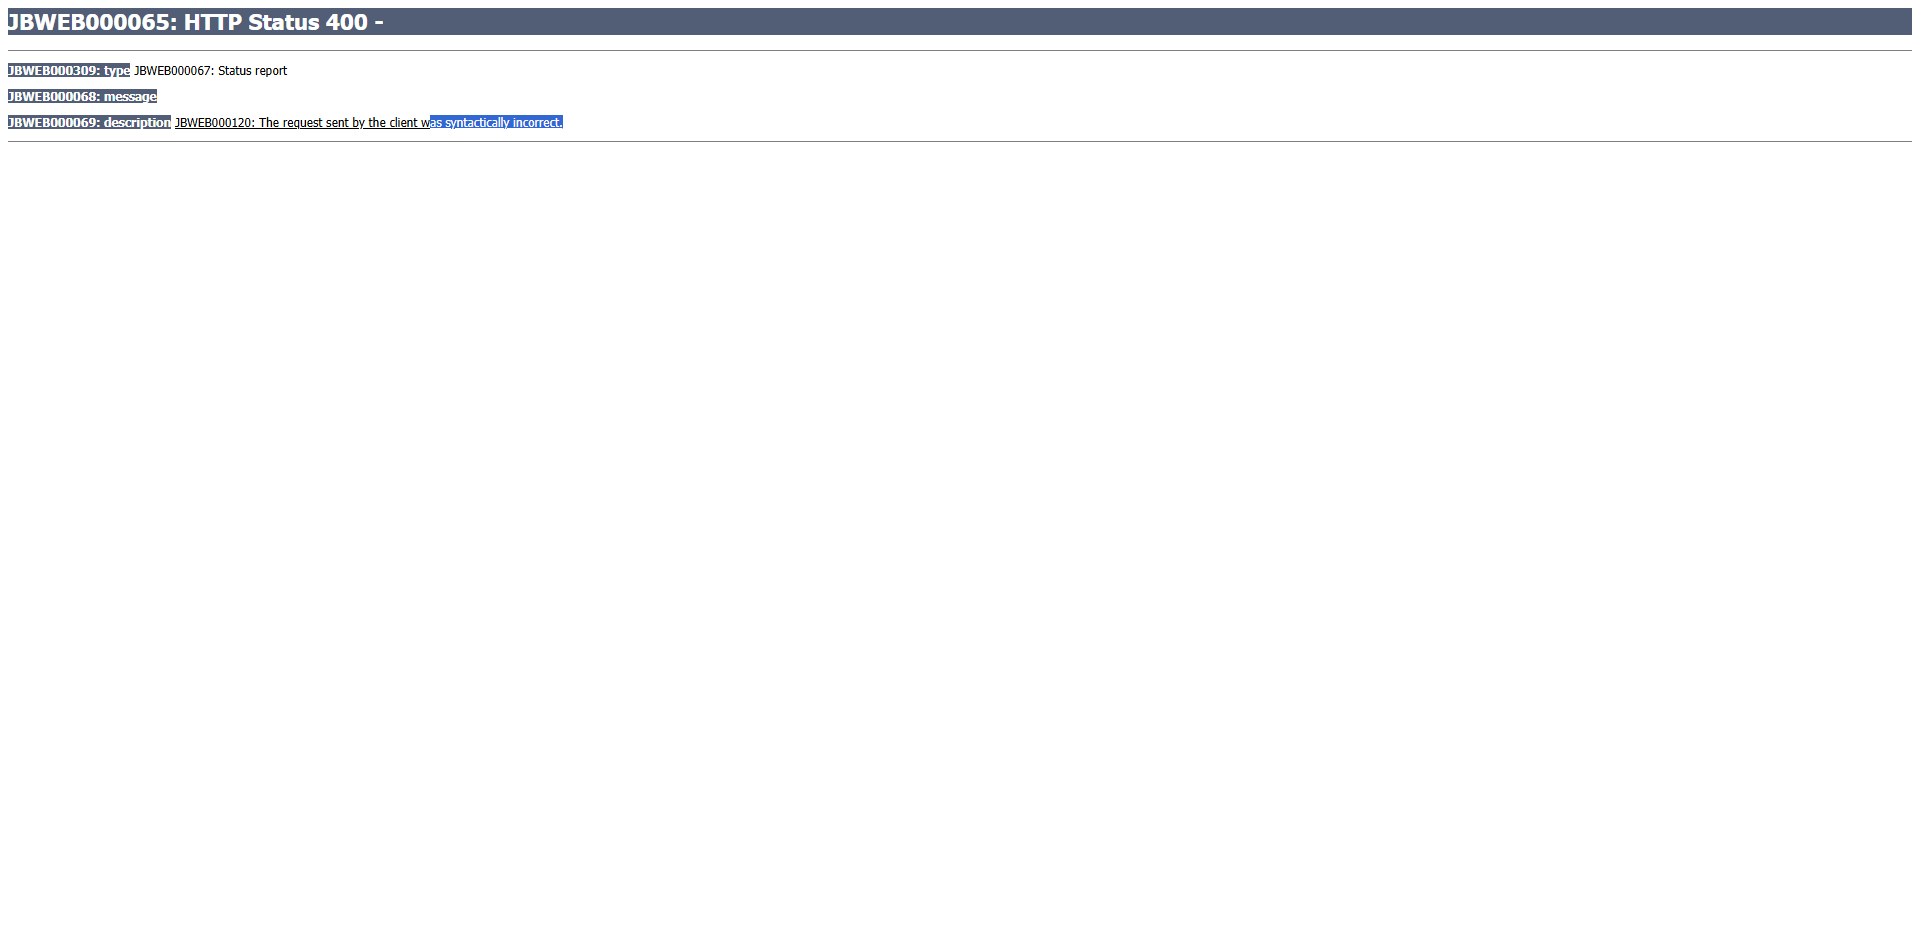 JBWEB000065: HTTP Status 400 -
JBWEB000309: type JBWEB000067: Status report
JBWEB000068: message
JBWEB000069: description JBWEB000120: The request sent by the client was syntactically incorrect.